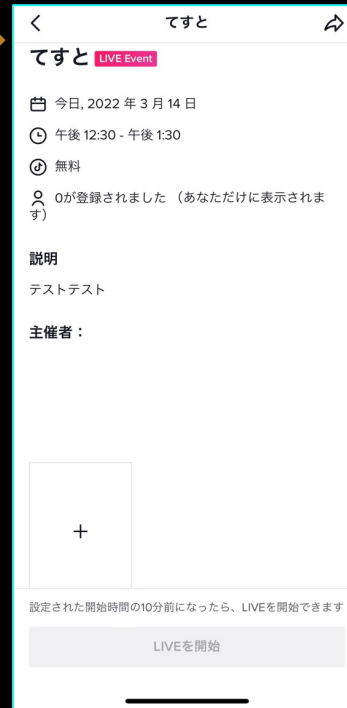 てすと
てすと LIVE Event
今日, 2022 年 3 月 14 日
午後 12:30 - 午後 1:30
無料
0が登録されました （あなただけに表示されま
す）
説明
テストテスト
主催者：
+
設定された開始時間の10分前になったら、LIVEを開始できます
LIVEを開始